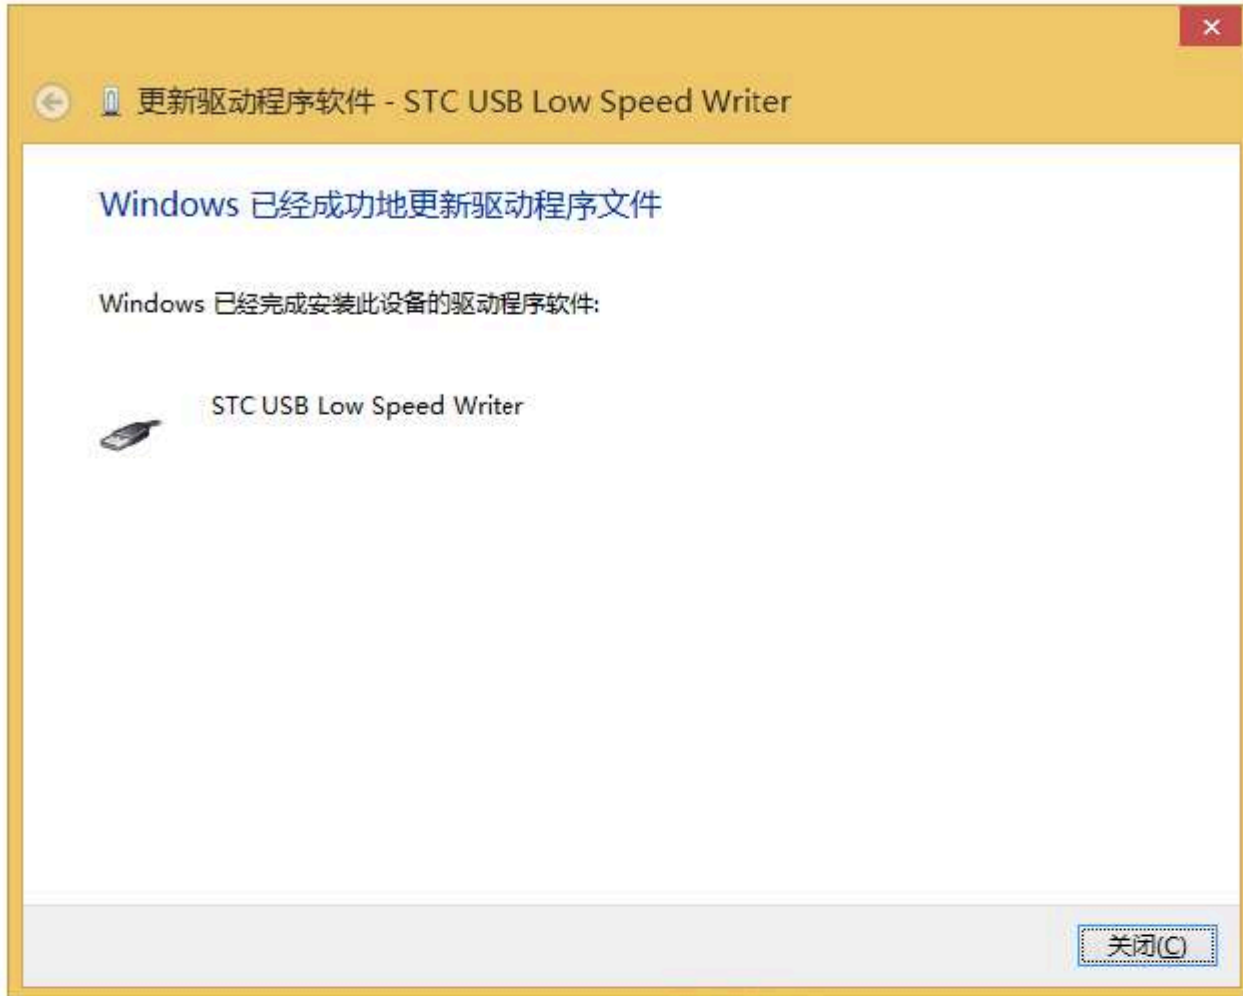 更新驱动程序软件 - STC USB Low Speed Writer
Windows 已经成功地更新驱动程序文件
Windows 已经完成安装此设备的驱动程序软件:
STC USB Low Speed Writer
关闭(C)